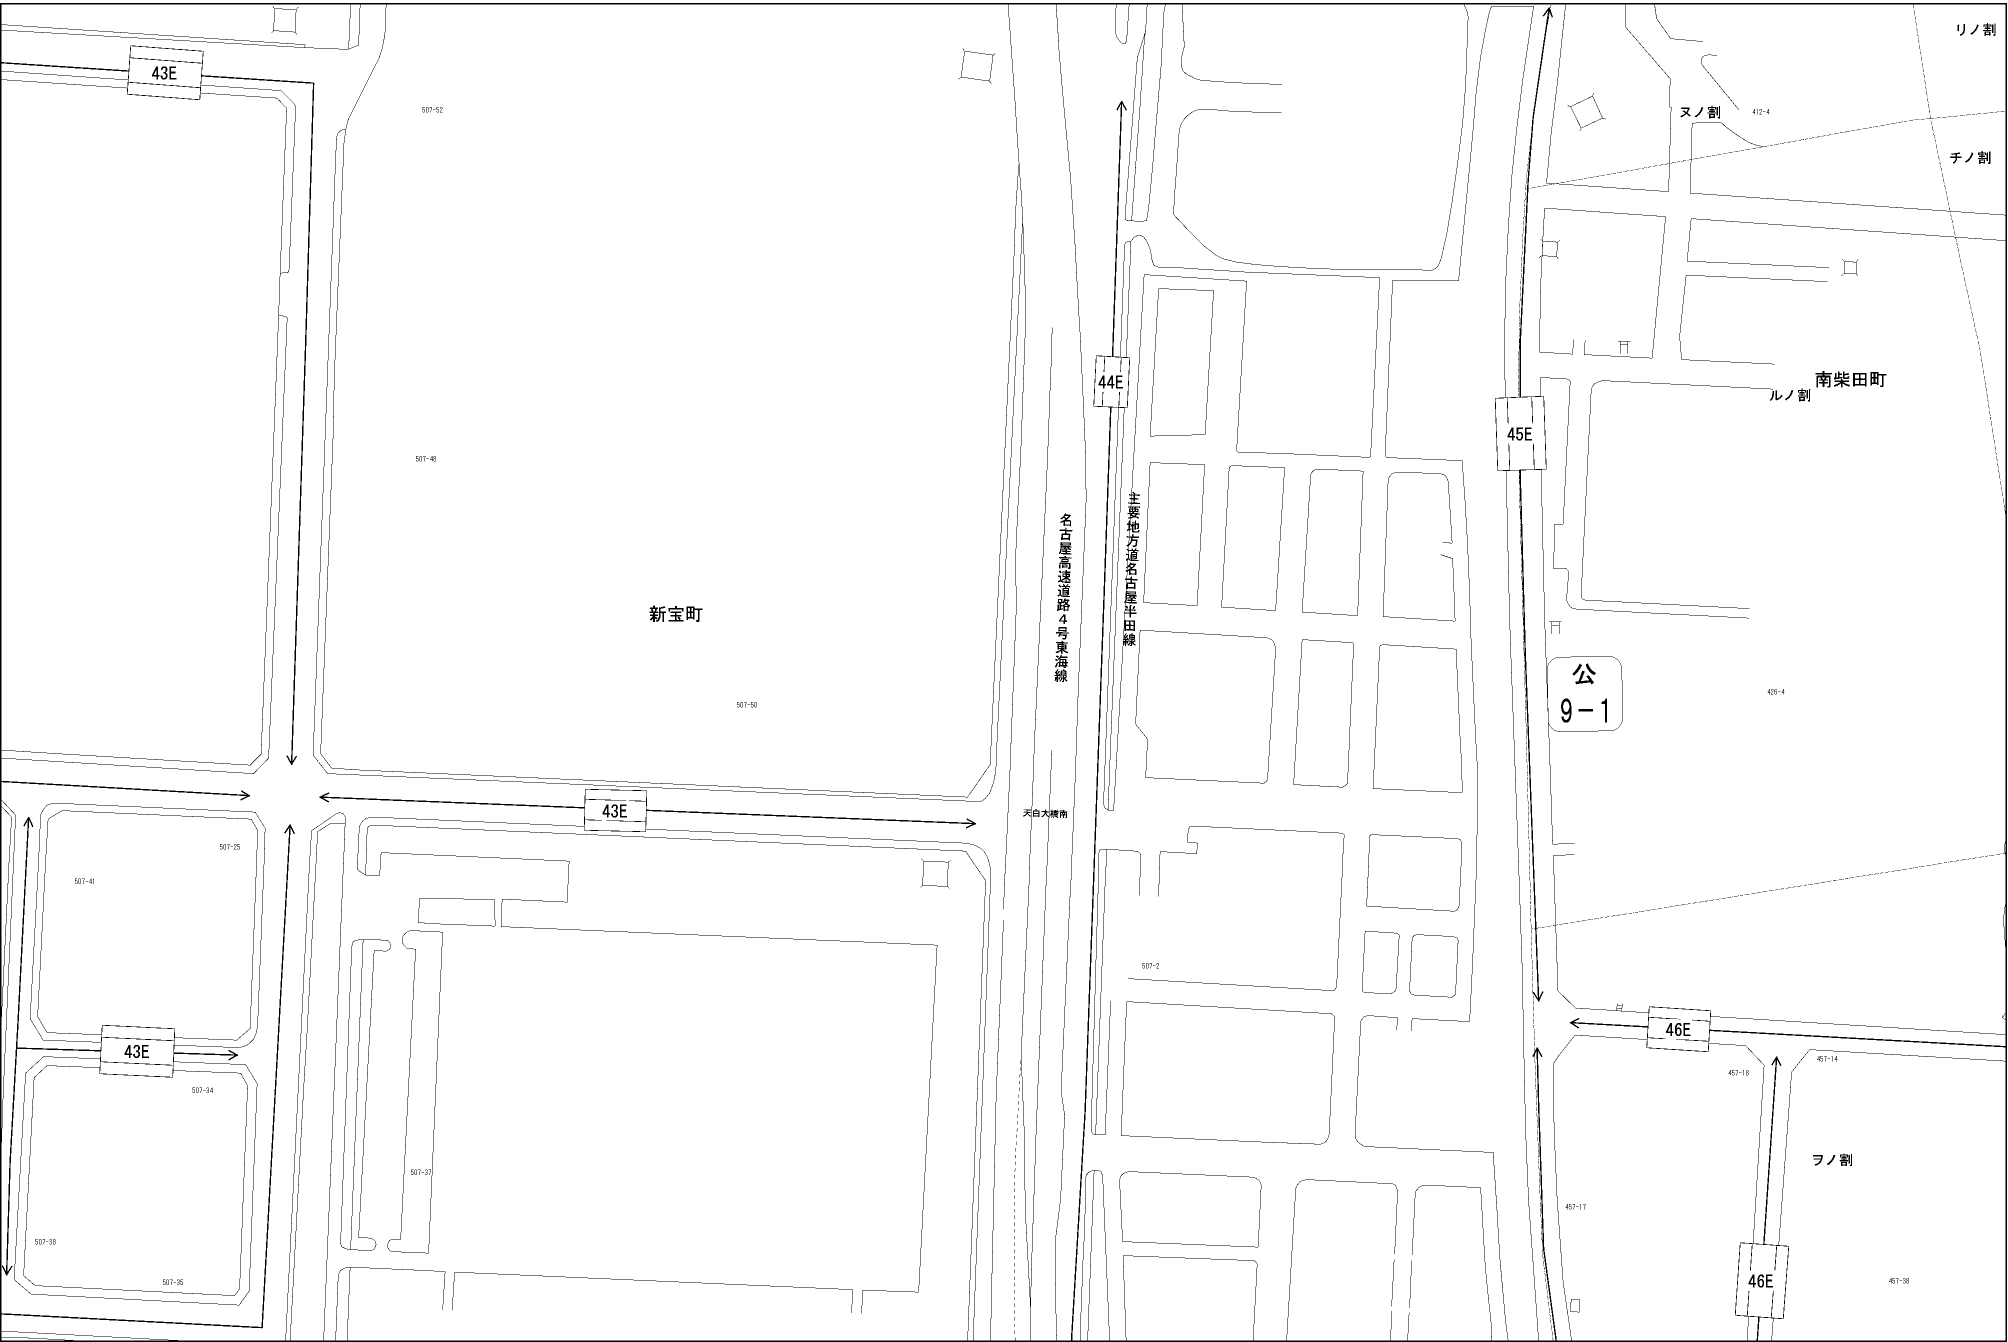 リノ割
43E
507-52
ヌノ割
412-4
チノ割
南柴田町
44E
ルノ割
45E
507-48
主要地方道名古屋半田線
名古屋高速道路4号東海線
新宝町
公
9-1
426-4
507-50
43E
天白大橋南
507-25
507-41
507-2
46E
43E
457-14
457-18
507-34
ヲノ割
507-37
457-17
507-38
507-35
46E
457-38